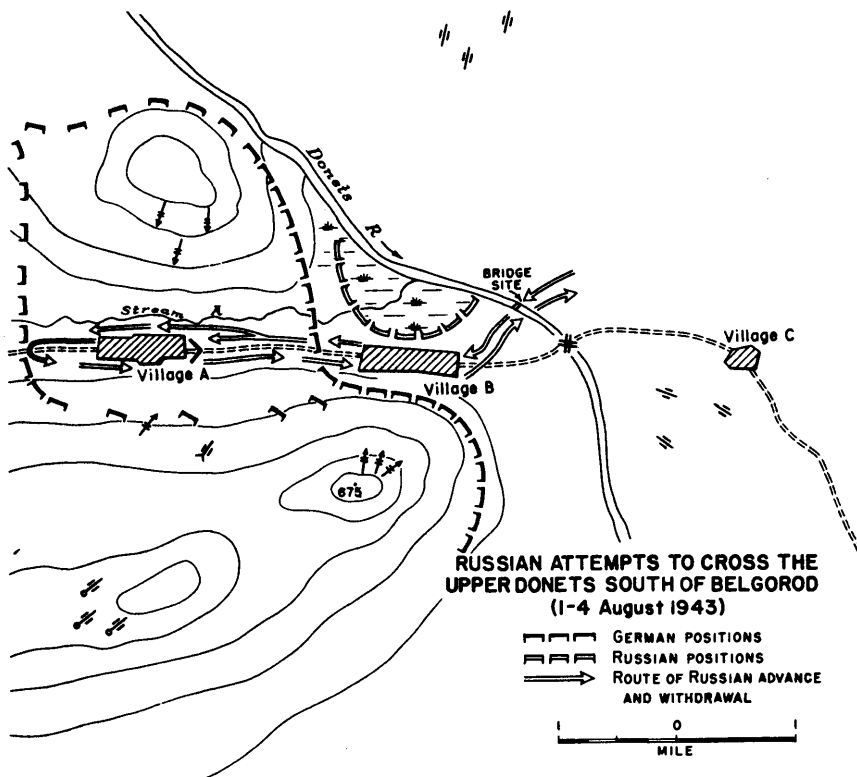 Donets R
BRIDGE
SITE
Stream A
Village A
Village B
Village C
675
RUSSIAN ATTEMPTS TO CROSS THE
UPPER DONETS SOUTH OF BELGOROD
(1-4 August 1943)
GERMAN POSITIONS
RUSSIAN POSITIONS
ROUTE OF RUSSIAN ADVANCE
AND WITHDRAWAL
1 0 1
MILE